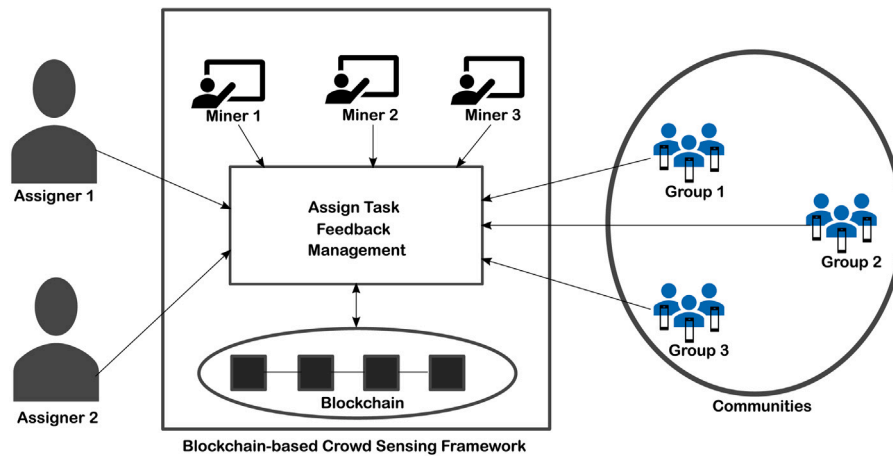 Miner 1
Miner 2
Miner 3
Assigner 1
Assign Task
Feedback
Management
Group 1
Group 2
Group 3
Assigner 2
Blockchain
Communities
Blockchain-based Crowd Sensing Framework